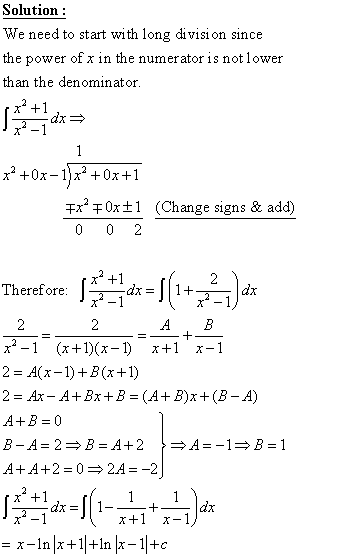 Solution :
We need to start with long division since
the power of x in the numerator is not lower
than the denominator.
∫ (x² +1)/(x² −1) dx ⇒
1
x² +0x −1 ) x² +0x +1
∓x² ∓0x ±1 (Change signs & add)
0 0 2
Therefore: ∫ (x² +1)/(x² −1) dx = ∫ (1 + 2/(x² −1)) dx
2/(x² −1) = 2/((x+1)(x−1)) = A/(x+1) + B/(x−1)
2 = A(x−1) + B(x+1)
2 = Ax − A + Bx + B = (A+B)x + (B−A)
A+B = 0
B−A = 2 ⇒ B = A+2 } ⇒ A = −1 ⇒ B = 1
A+A+2 = 0 ⇒ 2A = −2
∫ (x² +1)/(x² −1) dx = ∫ (1 − 1/(x+1) + 1/(x−1)) dx
= x − ln|x+1| + ln|x−1| + c